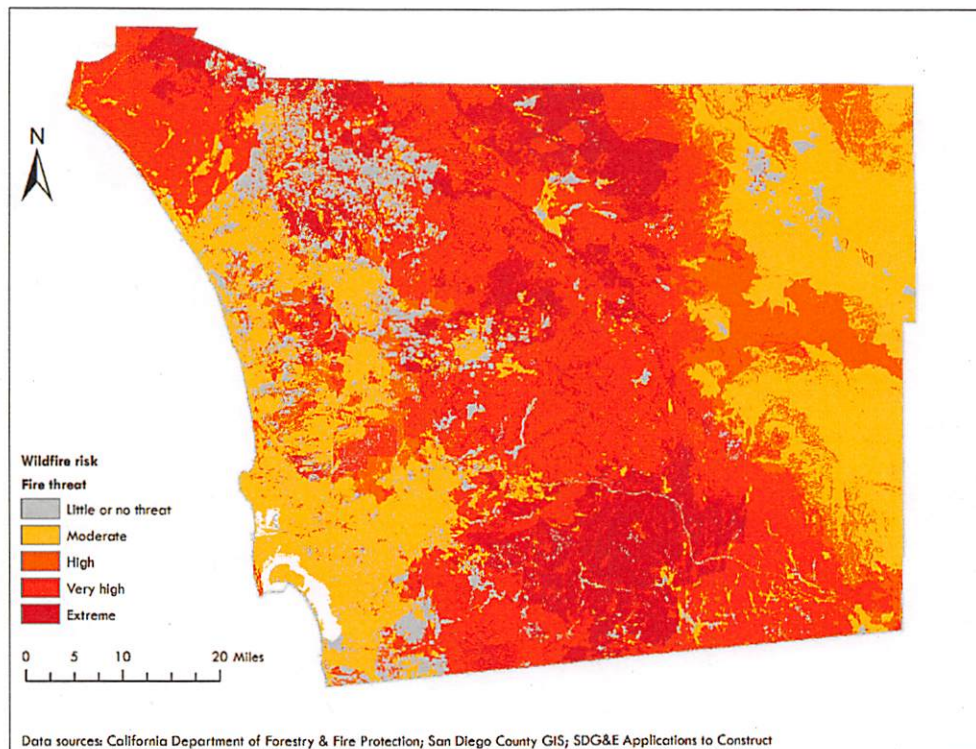 N
Wildfire risk
Fire threat
Little or no threat
Moderate
High
Very high
Extreme
0 5 10 20 Miles
Data sources: California Department of Forestry & Fire Protection; San Diego County GIS; SDG&E Applications to Construct